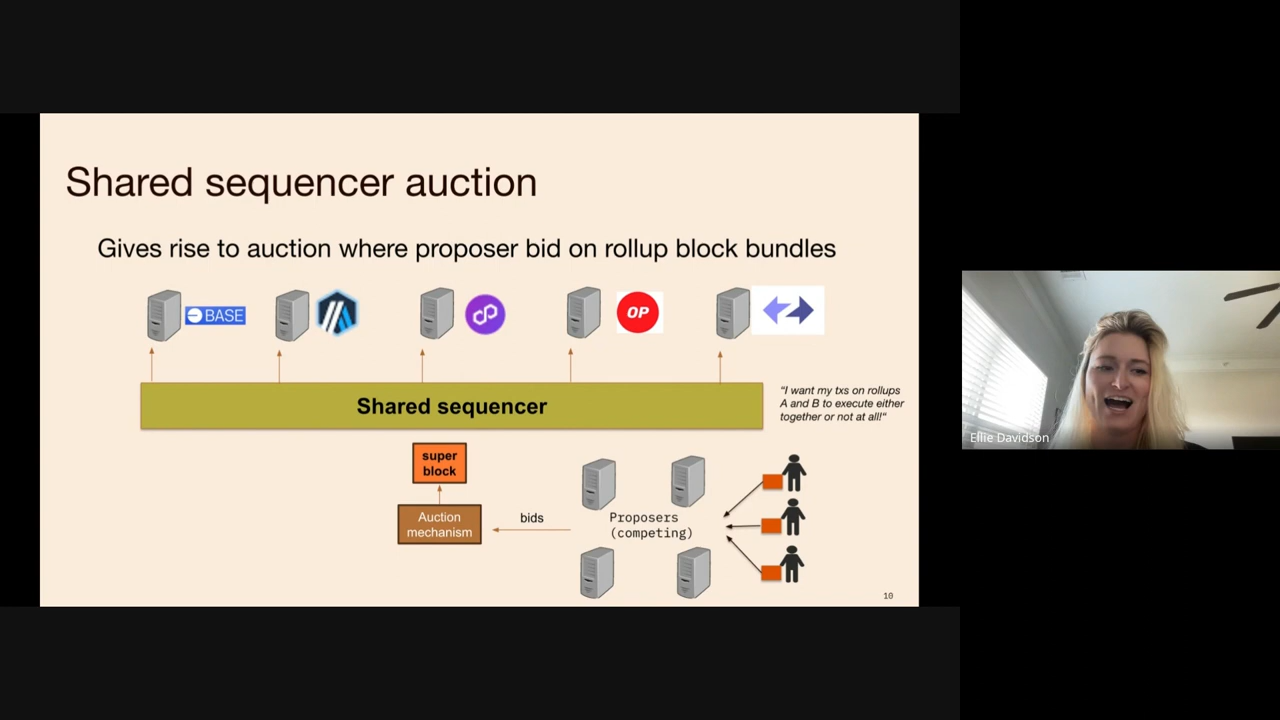 Shared sequencer auction
Gives rise to auction where proposer bid on rollup block bundles
BASE
OP
Shared sequencer
"I want my txs on rollups
A and B to execute either
together or not at all!"
super
block
Auction
mechanism
bids
Proposers
(competing)
10
Ellie Davidson